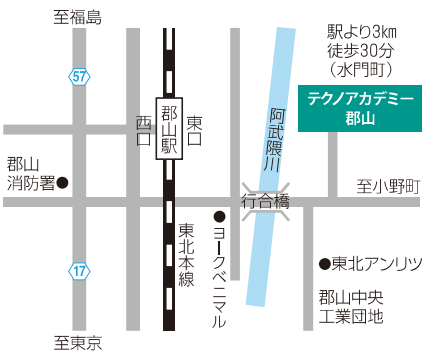 至福島
駅より3km
徒歩30分
(水門町)
57
テクノアカデミー
郡山
西口
郡山駅
東口
阿武隈川
郡山
消防署
至小野町
行合橋
東北本線
ヨークベニマル
17
東北アンリツ
郡山中央
工業団地
至東京